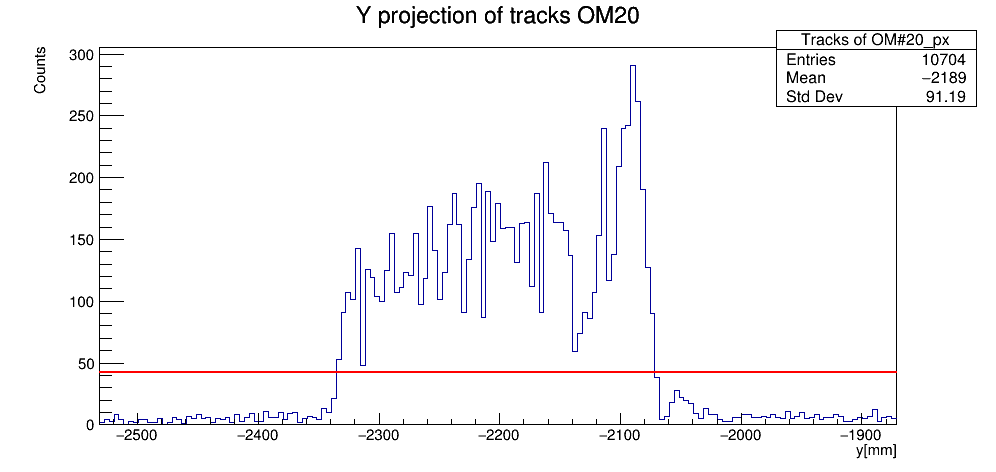 Y projection of tracks OM20
Tracks of OM#20_px
Entries 10704
Mean −2189
Std Dev 91.19
Counts
300
250
200
150
100
50
0
−2500 −2400 −2300 −2200 −2100 −2000 −1900
y[mm]